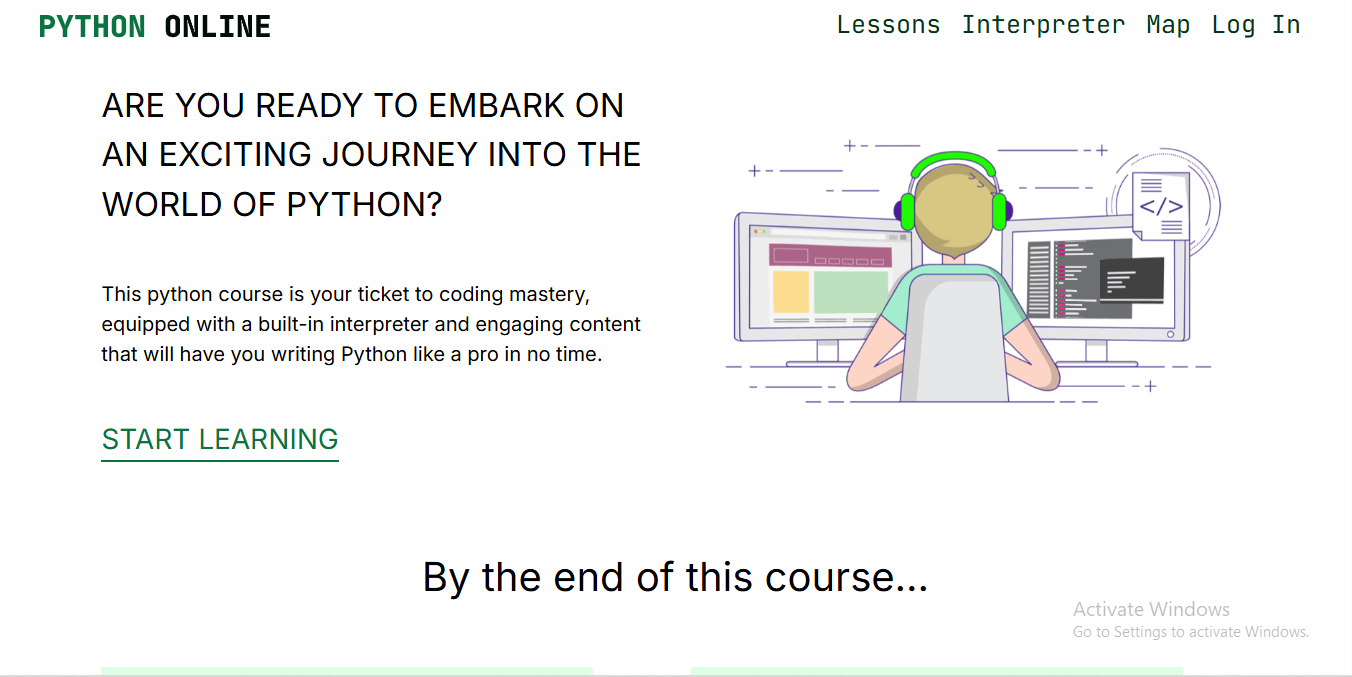 PYTHON ONLINE
Lessons Interpreter Map Log In
ARE YOU READY TO EMBARK ON
AN EXCITING JOURNEY INTO THE
WORLD OF PYTHON?
This python course is your ticket to coding mastery,
equipped with a built-in interpreter and engaging content
that will have you writing Python like a pro in no time.
START LEARNING
</>
By the end of this course...
Activate Windows
Go to Settings to activate Windows.